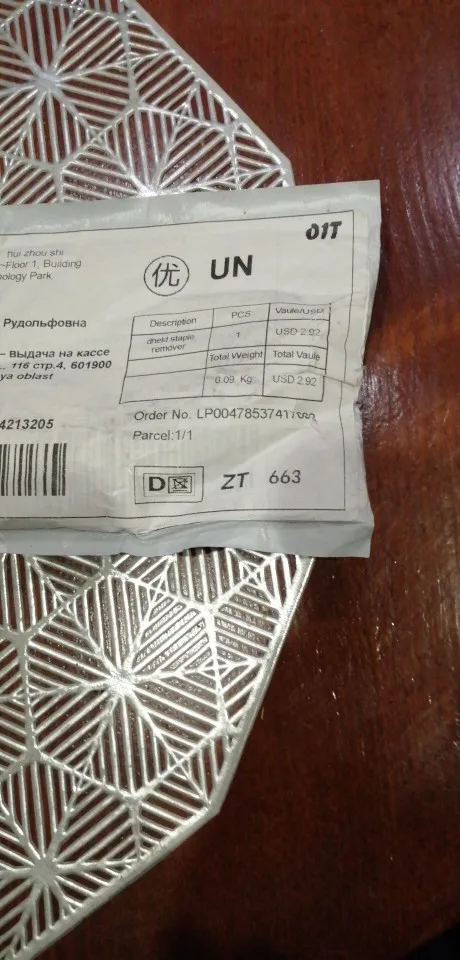 01T
hui zhou shi
-Floor 1, Building
nology Park,
优 UN
Рудольфовна
– выдача на кассе
116 стр.4, 601900
ya oblast
4213205
Description PCS Vaule/USD
dheld staple remover 1 USD 2.92
Total Weight Total Vaule
0.09 Kg USD 2.92
Order No. LP0047853741
Parcel:1/1
D ZT 663